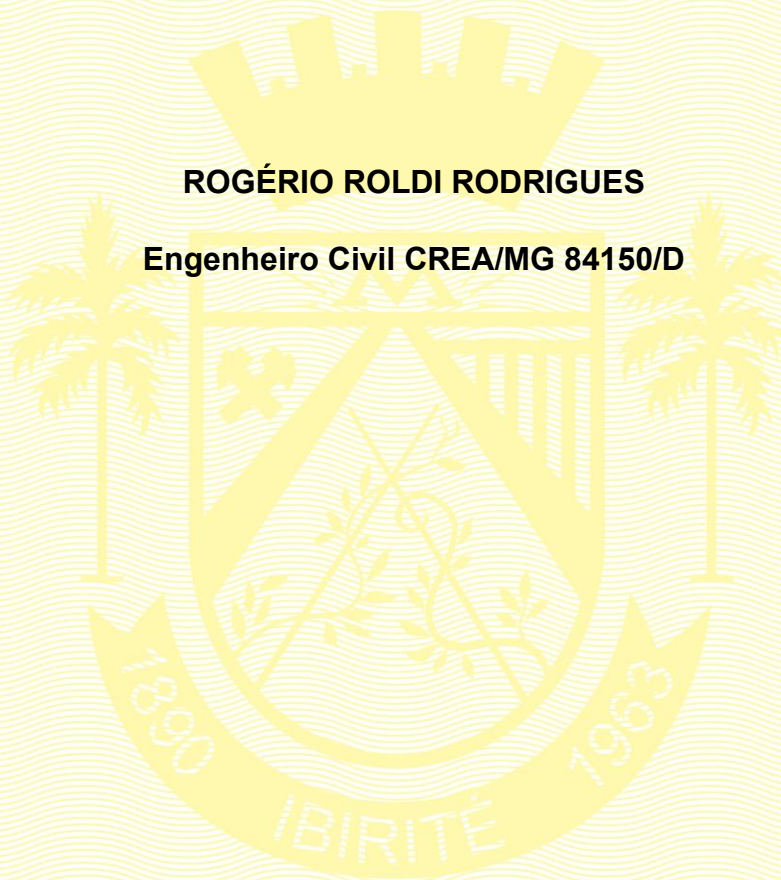 ROGÉRIO ROLDI RODRIGUES
Engenheiro Civil CREA/MG 84150/D
1890 IBIRITÉ 1963